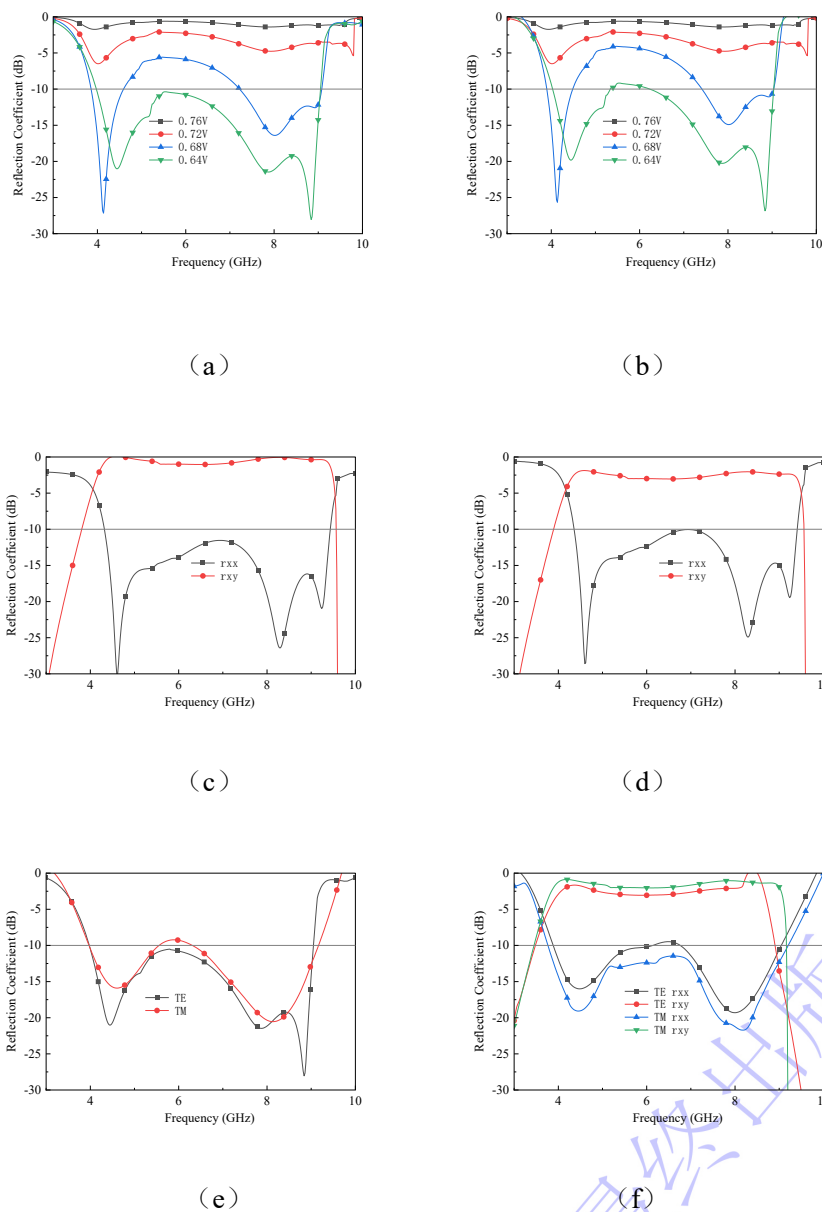 0
-5
-10
-15
-20
-25
-30
Reflection Coefficient (dB)
0.76V
0.72V
0.68V
0.64V
4 6 8 10
Frequency (GHz)
(a)
0
-5
-10
-15
-20
-25
-30
Reflection Coefficient (dB)
0.76V
0.72V
0.68V
0.64V
4 6 8 10
Frequency (GHz)
(b)
0
-5
-10
-15
-20
-25
-30
Reflection Coefficient (dB)
rxx
rxy
4 6 8 10
Frequency (GHz)
(c)
0
-5
-10
-15
-20
-25
-30
Reflection Coefficient (dB)
rxx
rxy
4 6 8
Frequency (GHz)
(d)
0
-5
-10
-15
-20
-25
-30
Reflection Coefficient (dB)
TE
TM
4 6 8 10
Frequency (GHz)
(e)
0
-5
-10
-15
-20
-25
-30
Reflection Coefficient (dB)
TE rxx
TE rxy
TM rxx
TM rxy
4 6 8
Frequency (GHz)
(f)
终出版